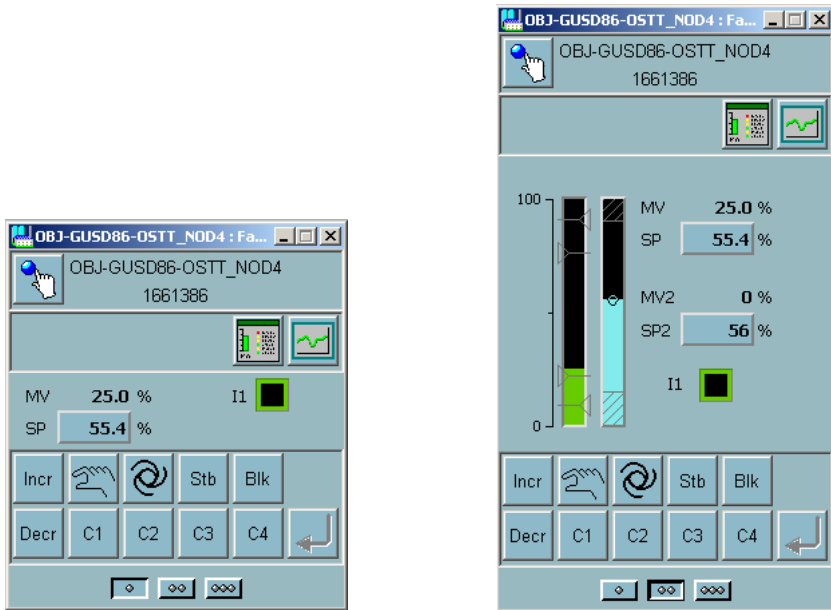 OBJ-GUSD86-OSTT_NOD4 : Fa...
OBJ-GUSD86-OSTT_NOD4
1661386
MV 25.0 % I1
SP 55.4 %
Incr Stb Blk
Decr C1 C2 C3 C4
OBJ-GUSD86-OSTT_NOD4 : Fa...
OBJ-GUSD86-OSTT_NOD4
1661386
100
MV 25.0 %
SP 55.4 %
MV2 0 %
SP2 56 %
I1
0
Incr Stb Blk
Decr C1 C2 C3 C4